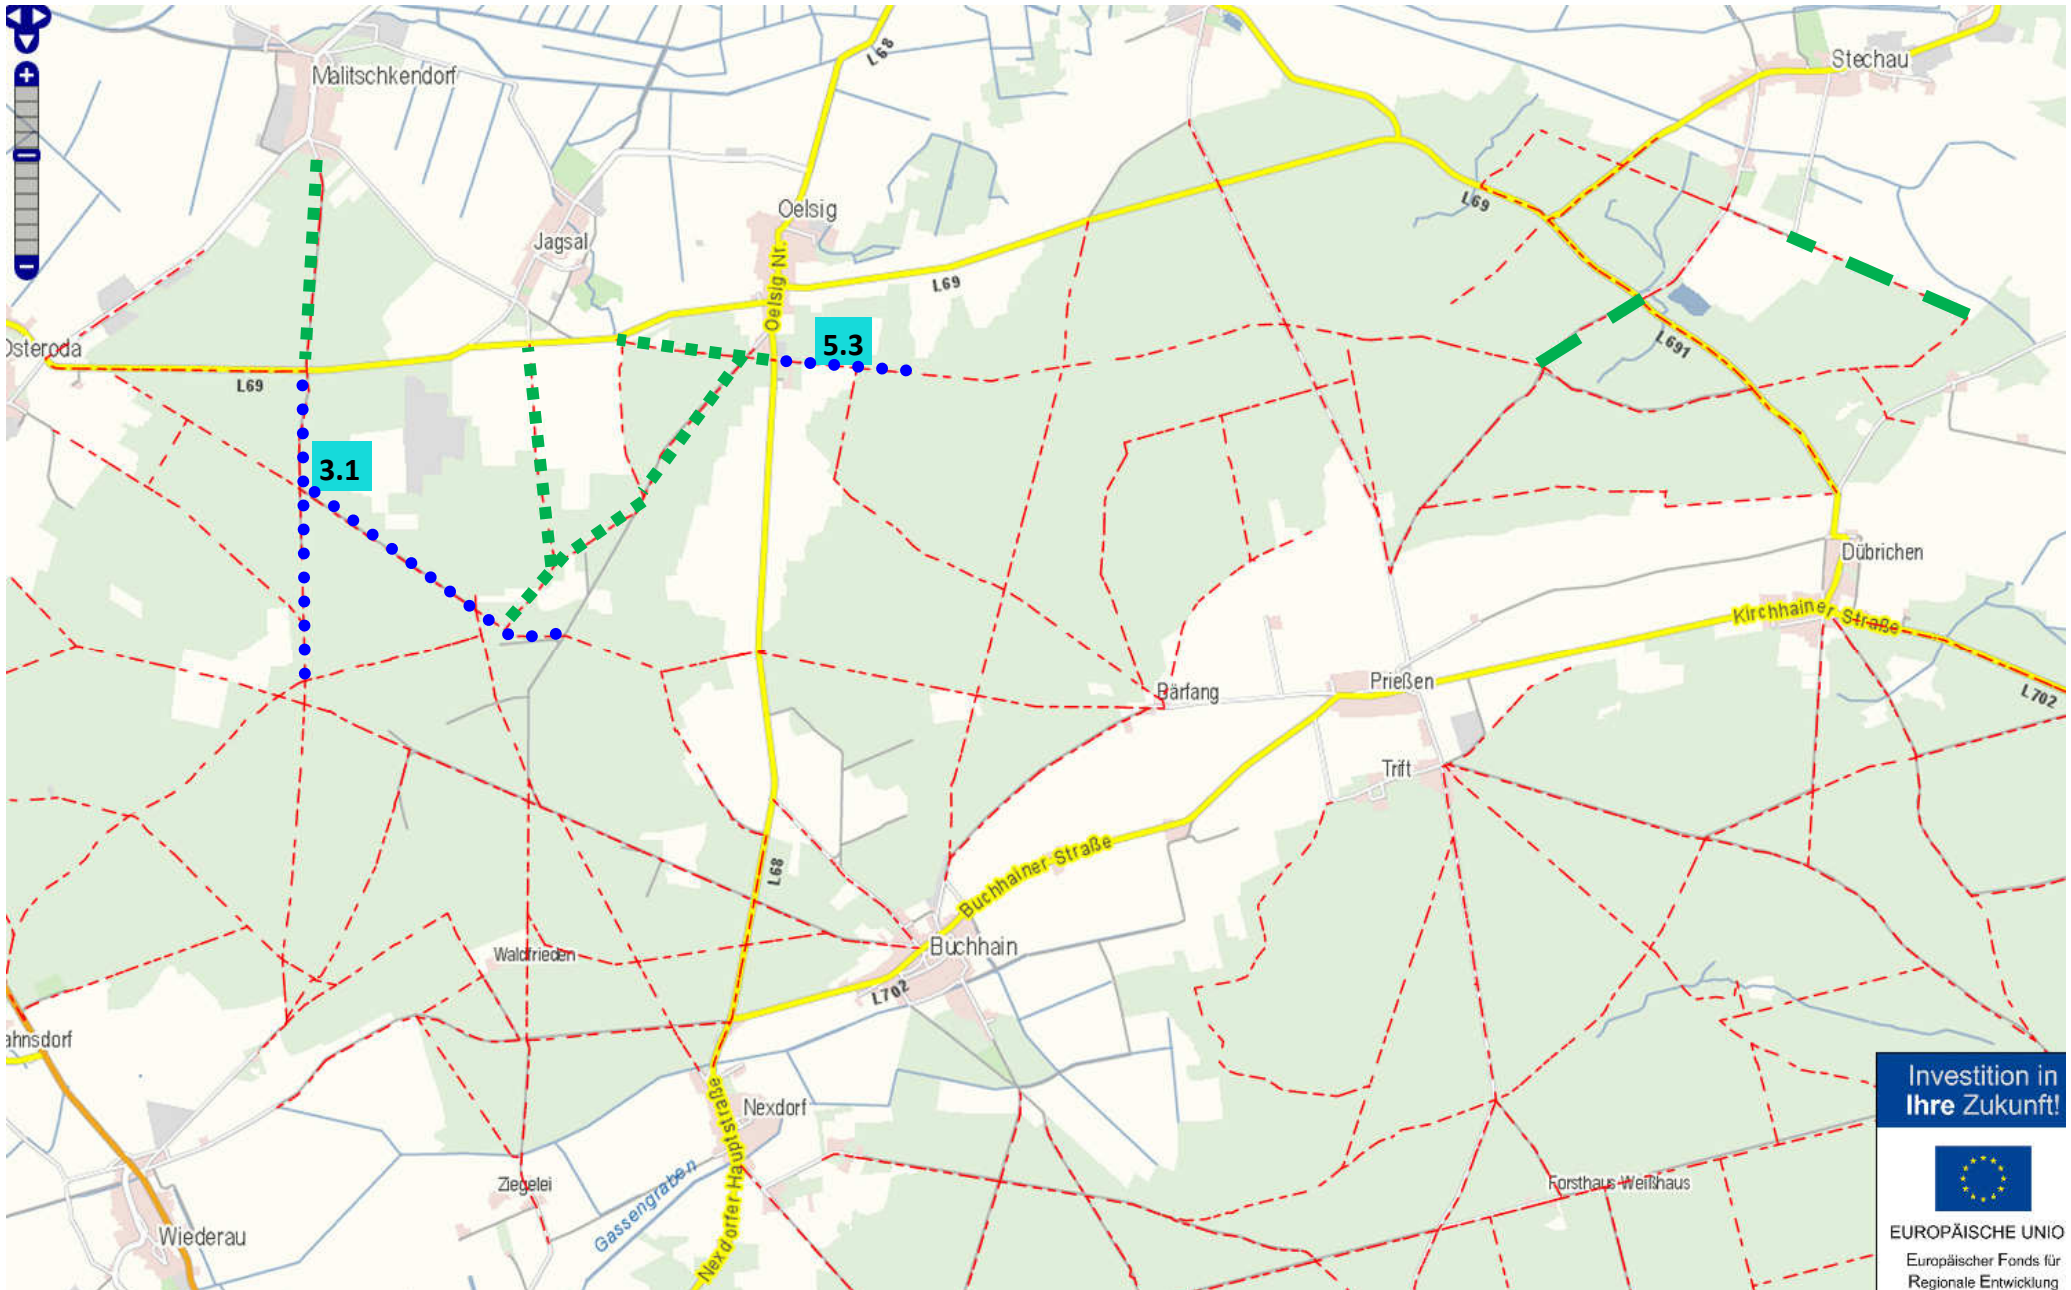 L68
Stechau
Malitschkendorf
Oelsig
L69
Jagsal
Oelsig Nr.
L69
5.3
Osteroda
L691
L69
3.1
Dübrichen
Kirchhainer Straße
Bärfang
Prießen
L702
Trift
Buchhainer Straße
L68
Waldfrieden
Buchhain
L702
ahnsdorf
Investition in
Ihre Zukunft!
Nexdorf
Nexdorfer Hauptstraße
Ziegelei
Gassengraben
Forsthaus Weißhaus
Wiederau
EUROPÄISCHE UNIO
Europäischer Fonds für
Regionale Entwicklung